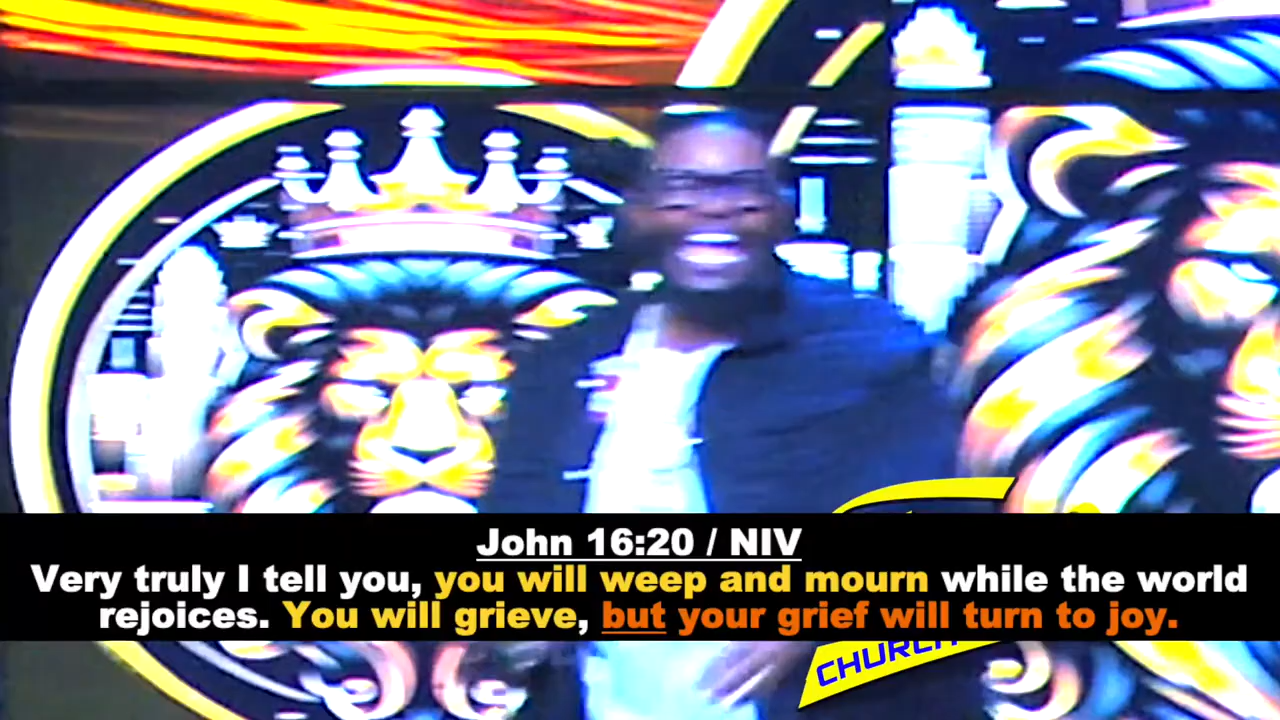 John 16:20 / NIV
Very truly I tell you, you will weep and mourn while the world
rejoices. You will grieve, but your grief will turn to joy.
CHURCH